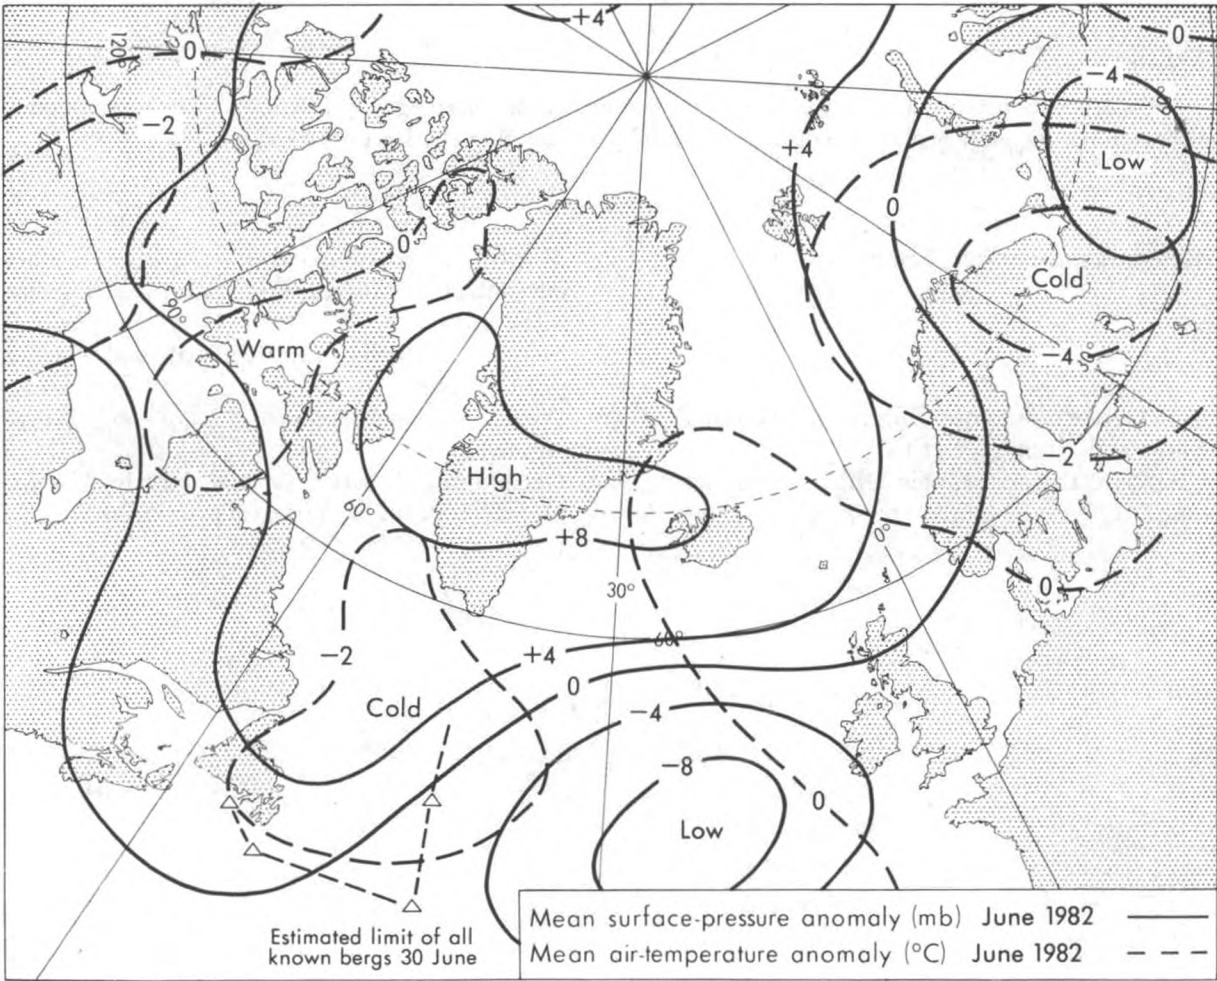 +4
0
120°
0
-4
-2
+4
Low
0
0
Cold
90°
Warm
-4
-2
High
0
60°
+8
0°
30°
0
60°
-2
+4
0
Cold
-4
-8
0
Low
Estimated limit of all
known bergs 30 June
Mean surface-pressure anomaly (mb) June 1982
Mean air-temperature anomaly (°C) June 1982